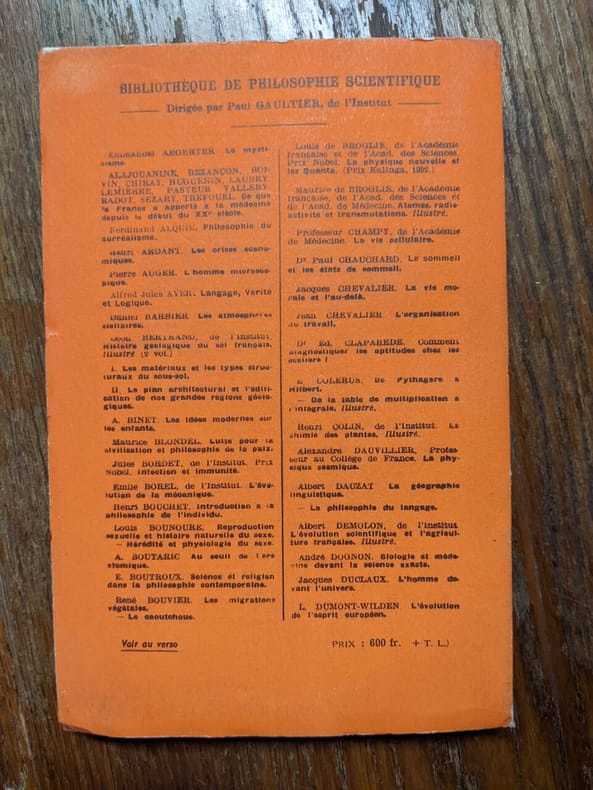 BIBLIOTHÈQUE DE PHILOSOPHIE SCIENTIFIQUE
Dirigée par Paul GAULTIER, de l'Institut
Emmanuel AEGERTER Le mysti-
cisme
ALAJOUANINE, BEZANÇON, BOI-
VIN, CHIRAY, HUGUENIN, LAUBRY
LEMIERRE, PASTEUR VALLERY-
RADOT, SEZARY, TREFOUEL. Ce que
la France a apporté à la médecine
depuis le début du XXe siècle.
Ferdinand ALQUIÉ. Philosophie du
surréalisme.
Henri ARDANT. Les crises écono-
miques.
Pierre AUGER. L'homme microsco-
pique.
Alfred Jules AYER. Langage, Vérité
et Logique.
Daniel BARBIER Les atmosphères
stellaires.
Léon BERTRAND, de l'Institut.
Histoire géologique du sol français.
Illustré (2 vol.)
I. Les matériaux et les types struc-
turaux du sous-sol.
II Le plan architectural et l'édifi-
cation de nos grandes régions géolo-
giques.
A. BINET. Les idées modernes sur
les enfants.
Maurice BLONDEL. Lutte pour la
civilisation et philosophie de la paix.
Jules BORDET, de l'Institut, Prix
Nobel. Infection et immunité.
Émile BOREL, de l'Institut. L'évo-
lution de la mécanique.
Henri BOUCHET. Introduction à la
philosophie de l'individu.
Louis BOUNOURE. Reproduction
sexuelle et histoire naturelle du sexe.
— Hérédité et physiologie du sexe.
A. BOUTARIC Au seuil de l'ère
atomique.
E. BOUTROUX. Science et religion
dans la philosophie contemporaine.
René BOUVIER. Les migrations
végétales.
— Le caoutchouc.
Voir au verso
Louis de BROGLIE, de l'Académie
française et de l'Acad. des Sciences.
Prix Nobel. La physique nouvelle et
les Quanta. (Prix Kalinga, 1952.)
Maurice de BROGLIE, de l'Académie
française, de l'Acad. des Sciences et
de l'Acad. de Médecine. Atomes, radio-
activité et transmutations. Illustré.
Professeur CHAMPY, de l'Académie
de Médecine. La vie cellulaire.
Dr Paul CHAUCHARD. Le sommeil
et les états de sommeil.
Jacques CHEVALIER. La vie mo-
rale et l'au-delà.
Jean CHEVALIER L'organisation
du travail.
Dr Ed. CLAPARÈDE. Comment
diagnostiquer les aptitudes chez les
écoliers ?
E. COLERUS. De Pythagore à
Hilbert.
— De la table de multiplication à
l'intégrale. Illustré.
Henri COLIN, de l'Institut. La
chimie des plantes. Illustré.
Alexandre DAUVILLIER, Profes-
seur au Collège de France. La phy-
sique cosmique.
Albert DAUZAT La géographie
linguistique.
— La philosophie du langage.
Albert DEMOLON, de l'Institut
L'évolution scientifique et l'agricul-
ture française. Illustré.
André DOGNON. Biologie et méde-
cine devant la science exacte.
Jacques DUCLAUX. L'homme de-
vant l'univers.
L. DUMONT-WILDEN L'évolution
de l'esprit européen.
PRIX : 600 fr. + T. L.)